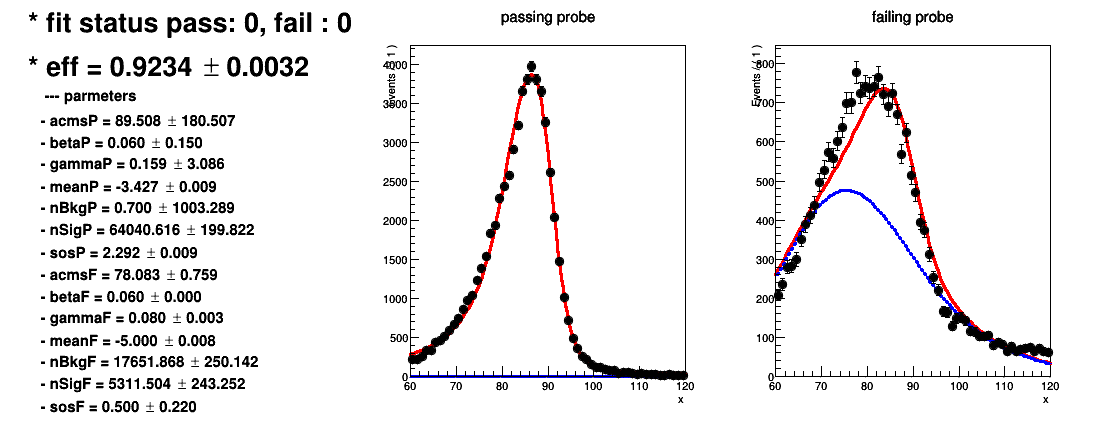 * fit status pass: 0, fail : 0
* eff = 0.9234 ± 0.0032
--- parmeters
- acmsP = 89.508 ± 180.507
- betaP = 0.060 ± 0.150
- gammaP = 0.159 ± 3.086
- meanP = -3.427 ± 0.009
- nBkgP = 0.700 ± 1003.289
- nSigP = 64040.616 ± 199.822
- sosP = 2.292 ± 0.009
- acmsF = 78.083 ± 0.759
- betaF = 0.060 ± 0.000
- gammaF = 0.080 ± 0.003
- meanF = -5.000 ± 0.008
- nBkgF = 17651.868 ± 250.142
- nSigF = 5311.504 ± 243.252
- sosF = 0.500 ± 0.220
passing probe
Events / ( 1 )
4000
3500
3000
2500
2000
1500
1000
500
0
60 70 80 90 100 110 120
x
failing probe
Events / ( 1 )
800
700
600
500
400
300
200
100
0
60 70 80 90 100 110 120
x